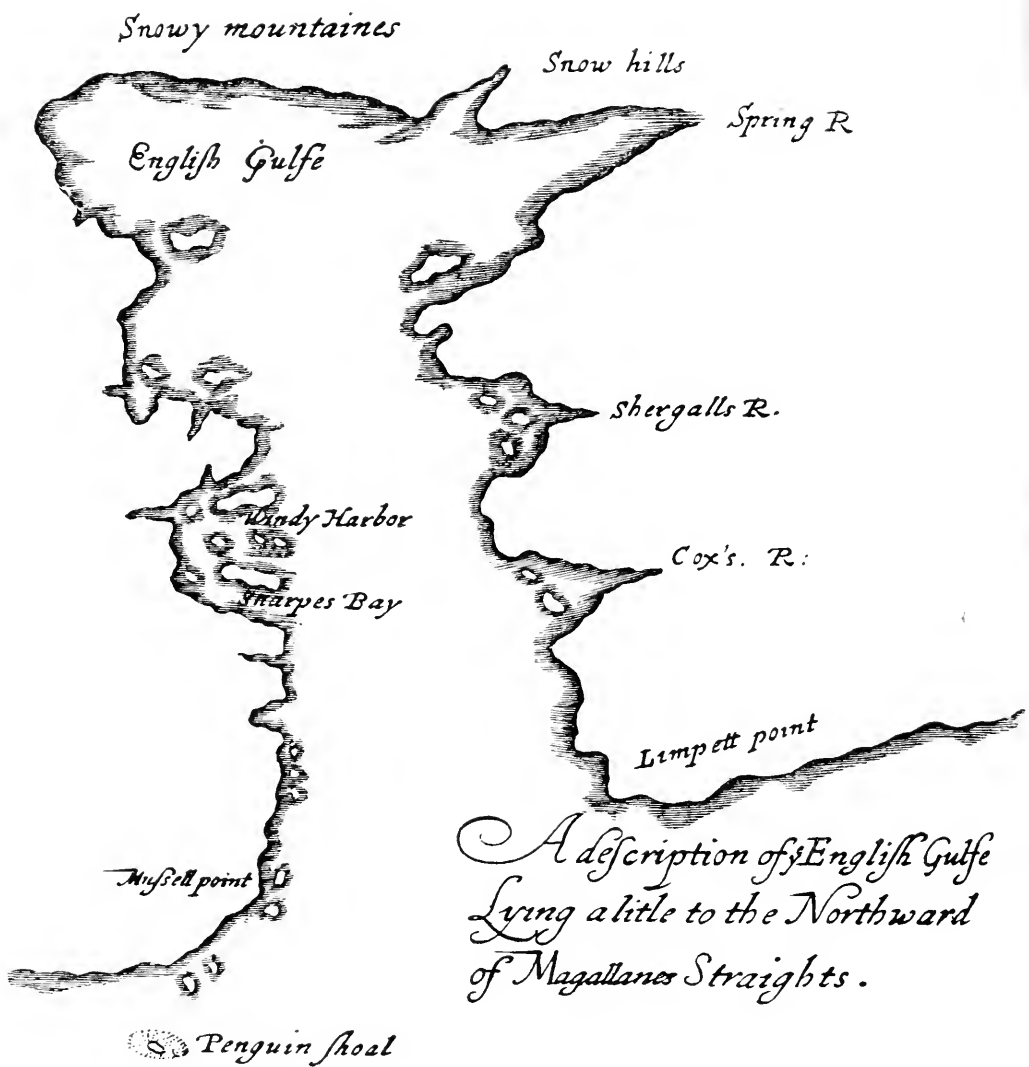 Snowy mountaines
Snow hills
Spring R
Engliſh Gulfe
Shergalls R.
Windy Harbor
Cox's. R:
Sharpes Bay
Limpett point
A deſcription of yͤ Engliſh Gulfe
Lying a litle to the Northward
of Magallanes Straights.
Muſsell point
Penguin ſhoal